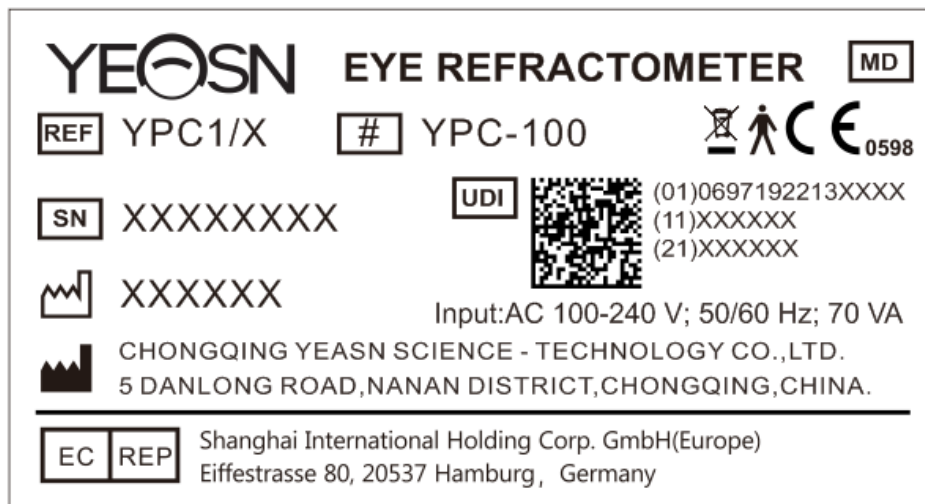 YEASN EYE REFRACTOMETER MD
REF YPC1/X # YPC-100 CE 0598
SN XXXXXXXX UDI (01)0697192213XXXX
(11)XXXXXX
(21)XXXXXX
XXXXXX
Input:AC 100-240 V; 50/60 Hz; 70 VA
CHONGQING YEASN SCIENCE - TECHNOLOGY CO.,LTD.
5 DANLONG ROAD,NANAN DISTRICT,CHONGQING,CHINA.
EC REP Shanghai International Holding Corp. GmbH(Europe)
Eiffestrasse 80, 20537 Hamburg, Germany